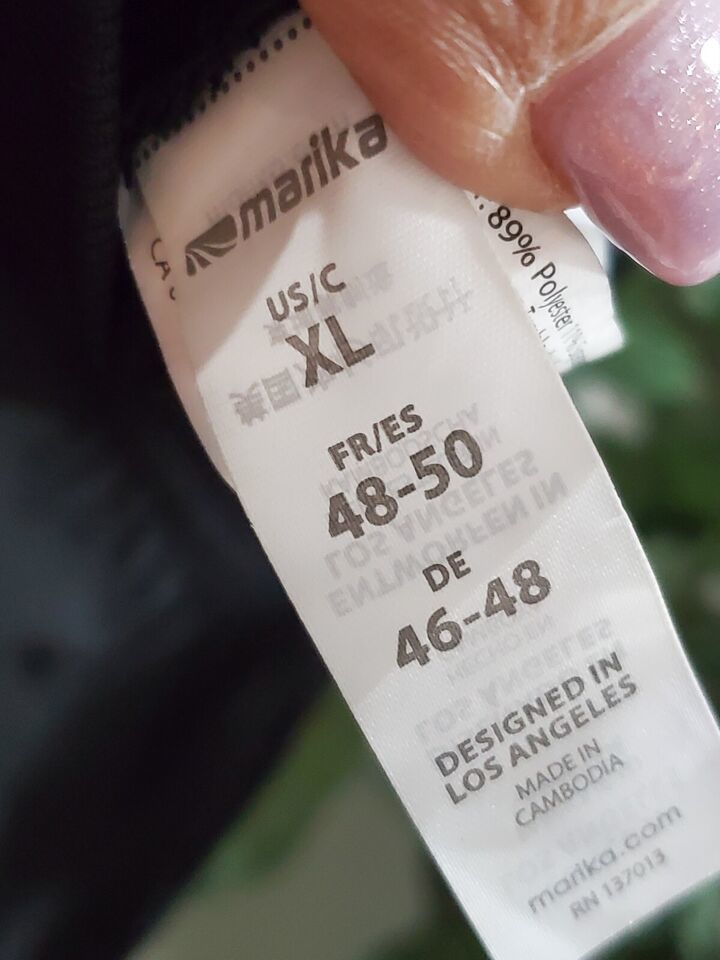 marika
US/C
XL
FR/ES
48-50
DE
46-48
DESIGNED IN
LOS ANGELES
MADE IN
CAMBODIA
marika.com
RN 137013
89% Polyester